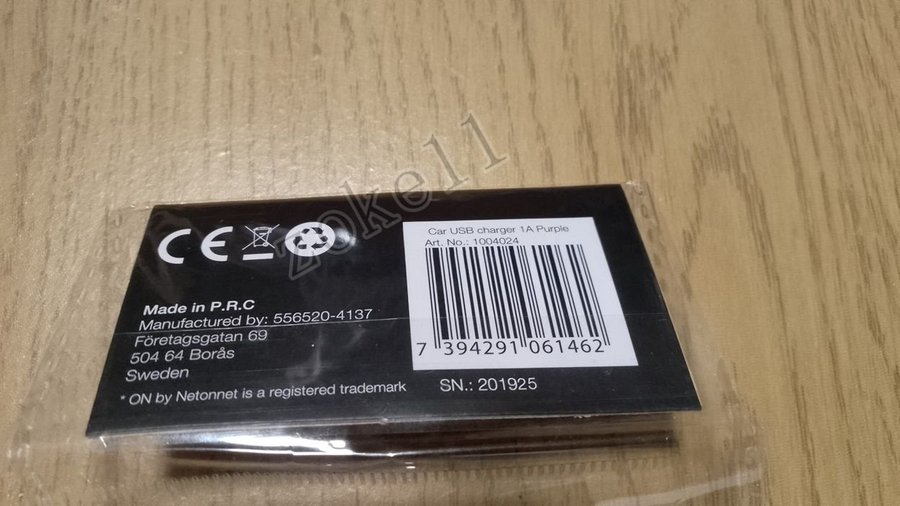 zokell
CE
Made in P.R.C
Manufactured by: 556520-4137
Företagsgatan 69
504 64 Borås
Sweden
* ON by Netonnet is a registered trademark
Car USB charger 1A Purple
Art. No.: 1004024
7 394291 061462
SN.: 201925